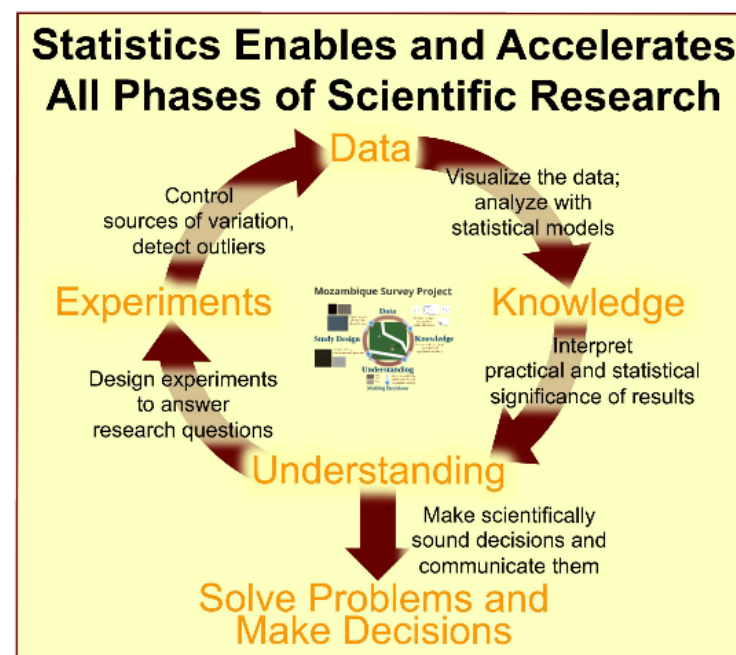 Statistics Enables and Accelerates
All Phases of Scientific Research
Data
Visualize the data;
analyze with
statistical models
Control
sources of variation,
detect outliers
Experiments
Knowledge
Mozambique Survey Project
Data
Study Design
Knowledge
Understanding
Making Decisions
Interpret
practical and statistical
significance of results
Design experiments
to answer
research questions
Understanding
Make scientifically
sound decisions and
communicate them
Solve Problems and
Make Decisions